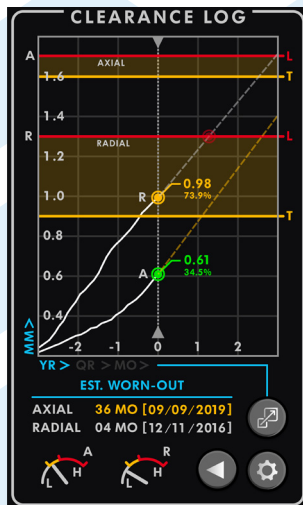 CLEARANCE LOG
A L
AXIAL
1.6 T
1.4
R L
RADIAL
1.2
0.98
73.9%
R
1.0
T
0.8
0.61
34.5%
A
0.6
0.4
MM>
-2 -1 0 1 2
YR > QR > MO >
EST. WORN-OUT
AXIAL 36 MO [09/09/2019]
RADIAL 04 MO [12/11/2016]
A R
L H L H